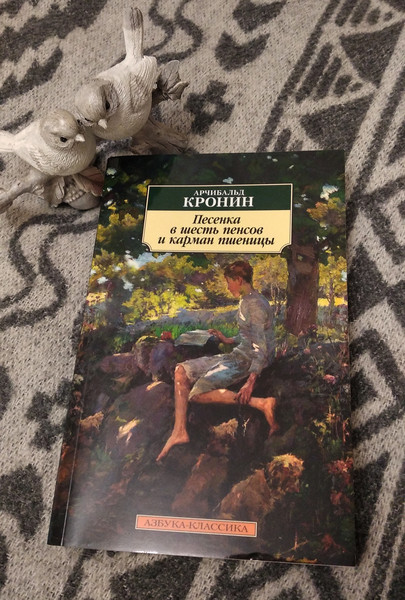 АРЧИБАЛЬД
КРОНИН
Песенка
в шесть пенсов
и карман пшеницы
АЗБУКА-КЛАССИКА